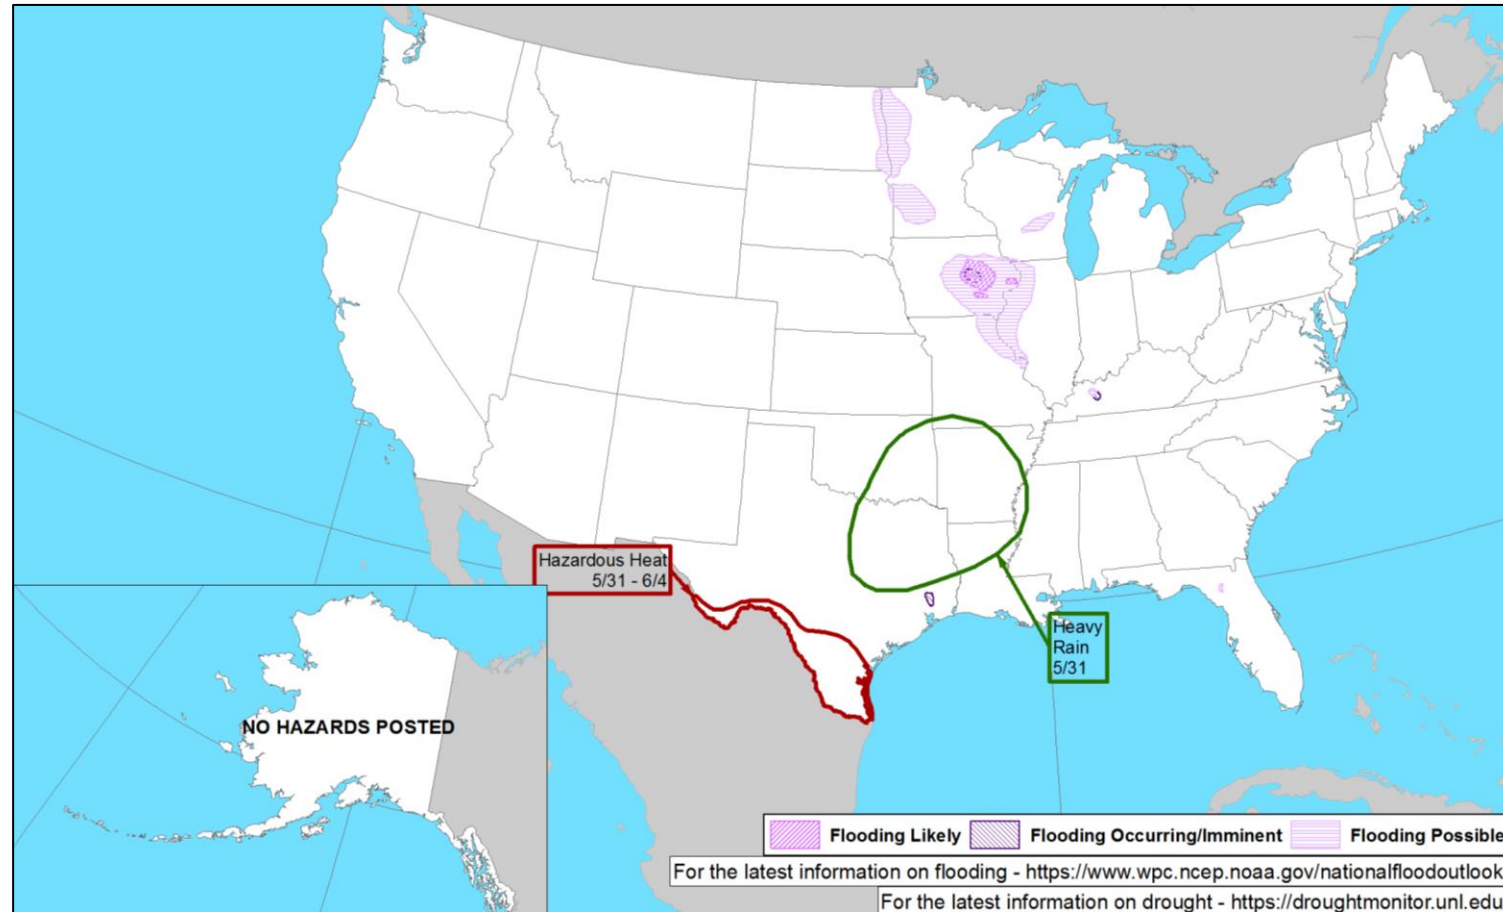 Hazardous Heat
5/31 - 6/4
Heavy
Rain
5/31
NO HAZARDS POSTED
Flooding Likely
Flooding Occurring/Imminent
Flooding Possible
For the latest information on flooding - https://www.wpc.ncep.noaa.gov/nationalfloodoutlook
For the latest information on drought - https://droughtmonitor.unl.edu